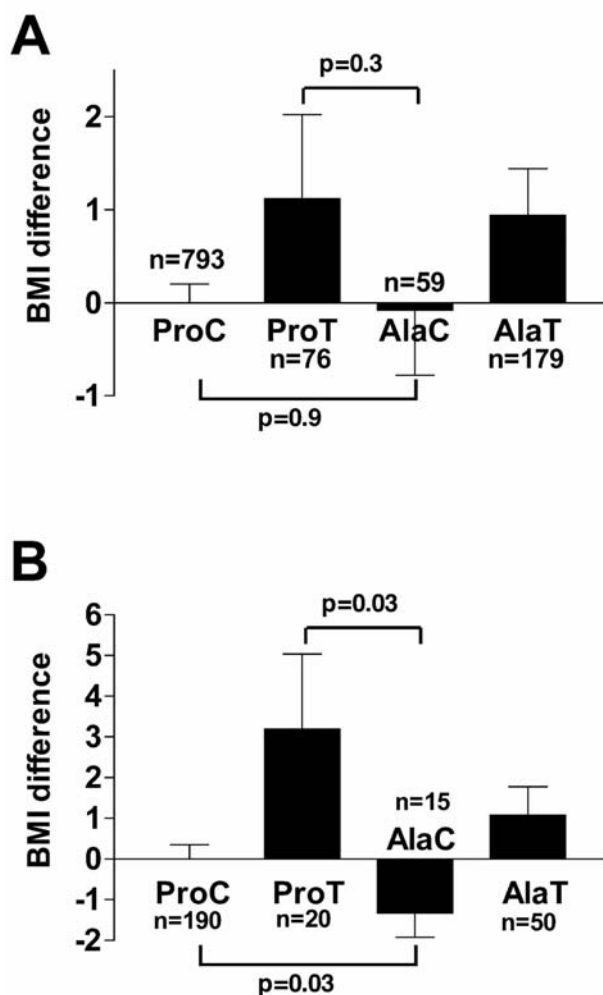 A
BMI difference
2
1
0
-1
p=0.3
n=793
n=59
ProC
ProT
AlaC
AlaT
n=76
n=179
p=0.9
B
BMI difference
6
5
4
3
2
1
0
-1
-2
p=0.03
n=15
AlaC
ProC
ProT
AlaT
n=190
n=20
n=50
p=0.03